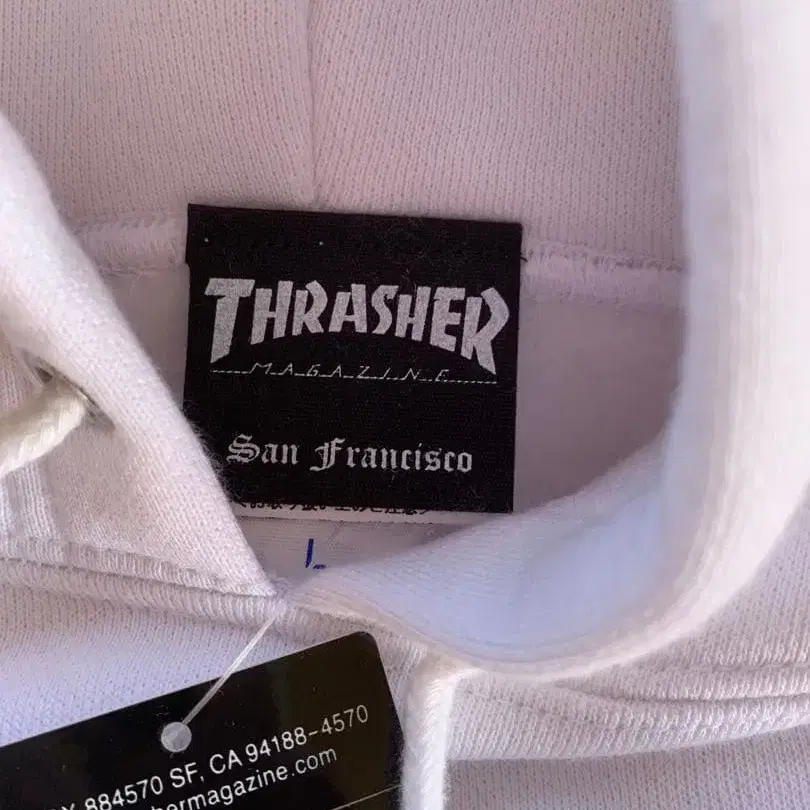 THRASHER
MAGAZINE
San Francisco
884570 SF, CA 94188-4570
hermagazine.com